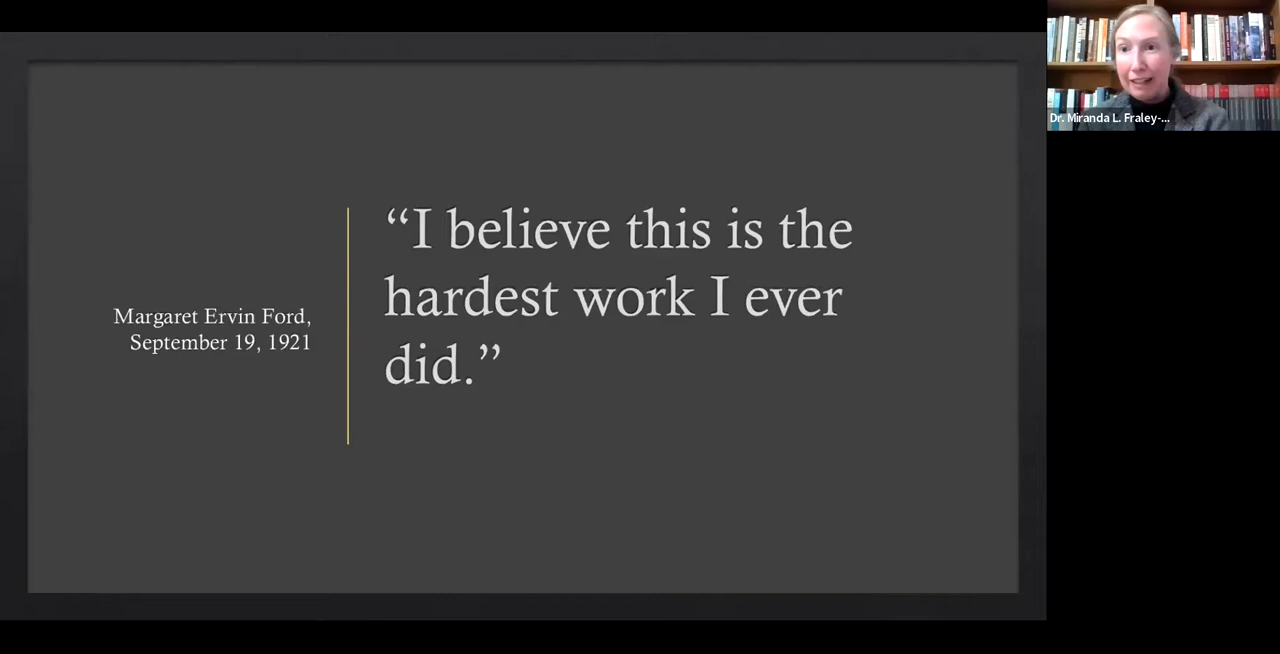 Dr. Miranda L. Fraley-...
“I believe this is the
hardest work I ever
did.”
Margaret Ervin Ford,
September 19, 1921